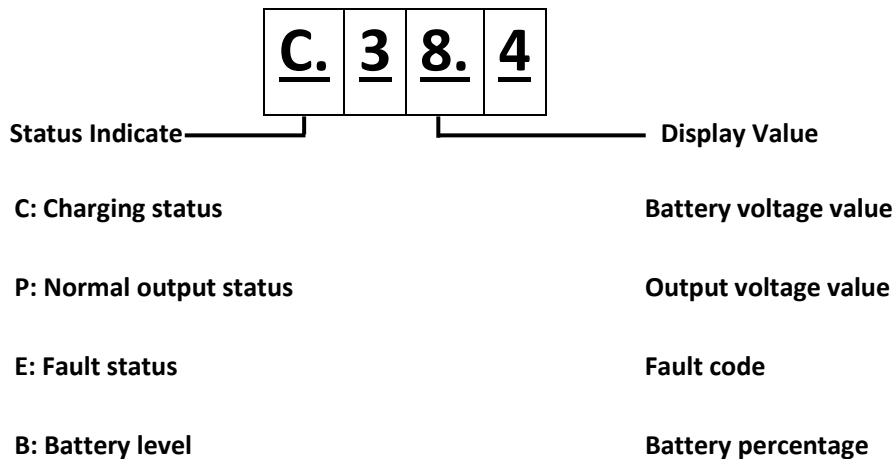 C. 3 8. 4
Status Indicate Display Value
C: Charging status Battery voltage value
P: Normal output status Output voltage value
E: Fault status Fault code
B: Battery level Battery percentage